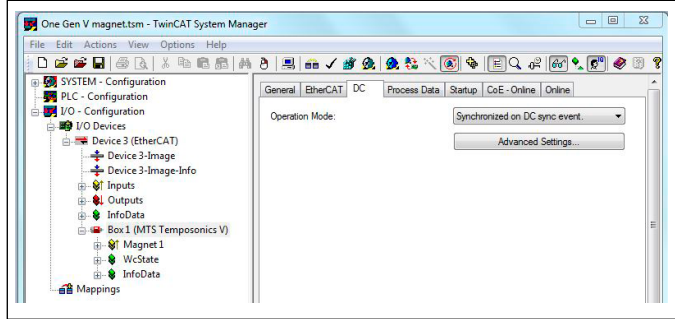 One Gen V magnet.tsm - TwinCAT System Manager
File Edit Actions View Options Help
SYSTEM - Configuration
PLC - Configuration
I/O - Configuration
I/O Devices
Device 3 (EtherCAT)
Device 3-Image
Device 3-Image-Info
Inputs
Outputs
InfoData
Box 1 (MTS Temposonics V)
Magnet 1
WcState
InfoData
Mappings
General EtherCAT DC Process Data Startup CoE - Online Online
Operation Mode: Synchronized on DC sync event.
Advanced Settings...